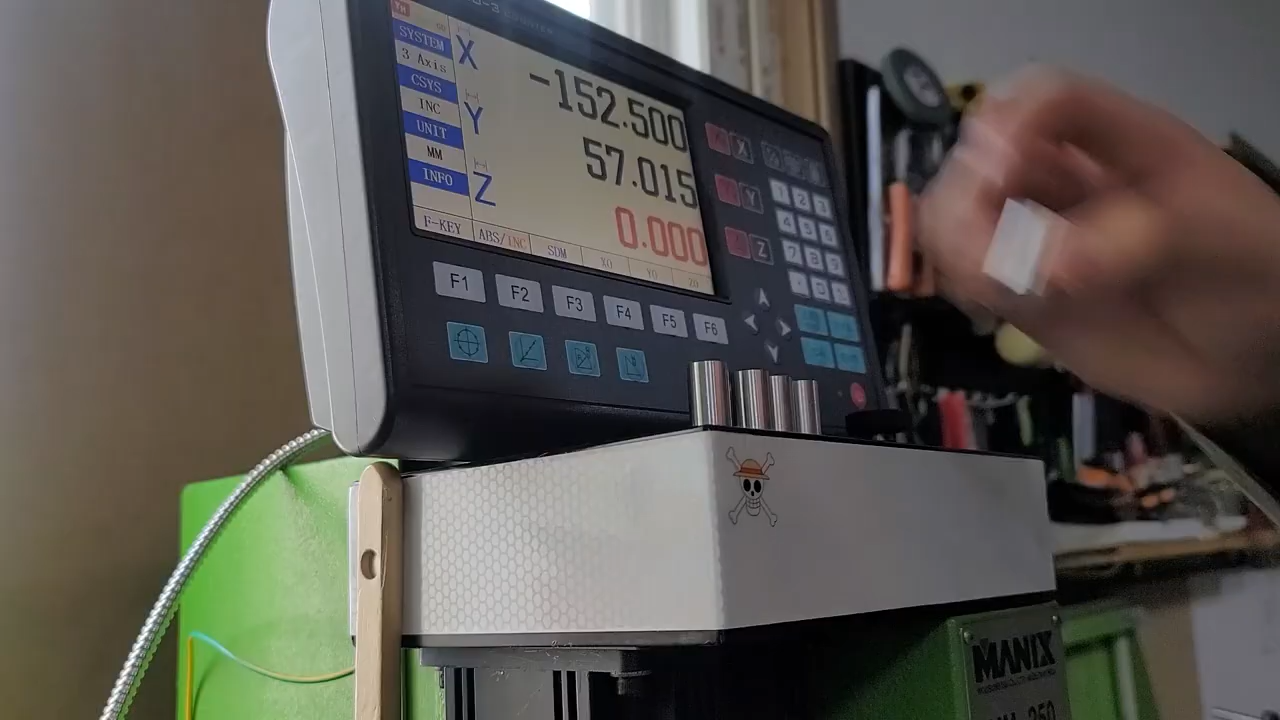 SYSTEM
3 Axis
CSYS
INC
UNIT
MM
INFO
X -152.500
Y 57.015
Z 0.000
F-KEY ABS/INC SDM X0 Y0 Z0
F1 F2 F3 F4 F5 F6
X
Y
Z
1 2 3
4 5 6
7 8 9
MANIX